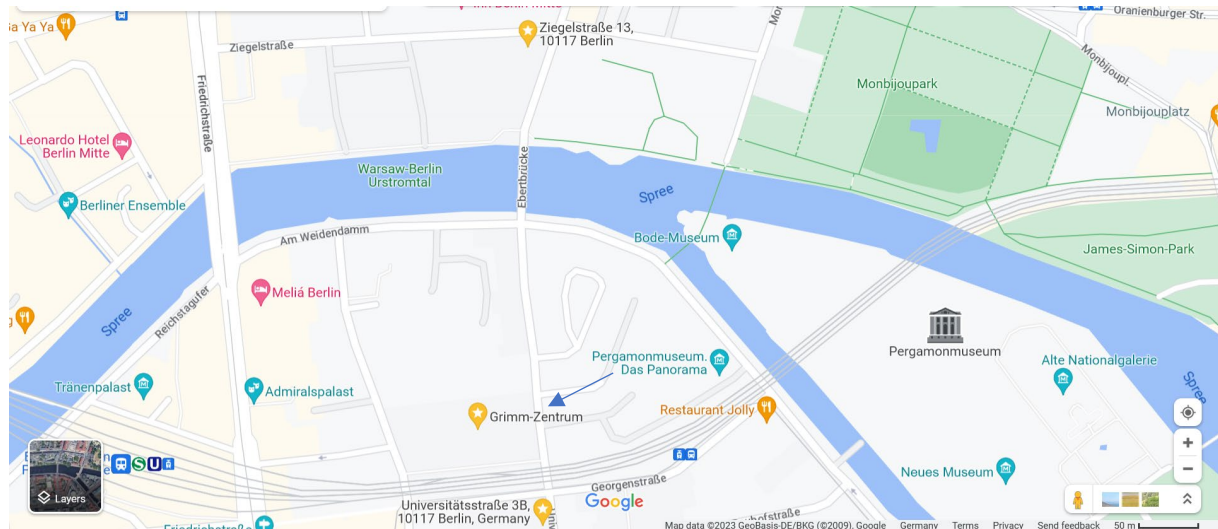 Oranienburger Str.
Ya Ya
Ziegelstraße 13,
10117 Berlin
Ziegelstraße
Friedrichstraße
Monbijoupl.
Monbijoupark
Monbijouplatz
Leonardo Hotel
Berlin Mitte
Warsaw-Berlin
Urstromtal
Ebertbrücke
Spree
Berliner Ensemble
Am Weidendamm
Bode-Museum
James-Simon-Park
Meliá Berlin
Reichstagufer
Spree
Pergamonmuseum
Pergamonmuseum.
Das Panorama
Alte Nationalgalerie
Spree
Tränenpalast
Admiralspalast
Grimm-Zentrum
Restaurant Jolly
S U
Neues Museum
Layers
Georgenstraße
Google
Universitätsstraße 3B,
10117 Berlin, Germany
Map data ©2023 GeoBasis-DE/BKG (©2009), Google Germany Terms Privacy Send feedback 50 m